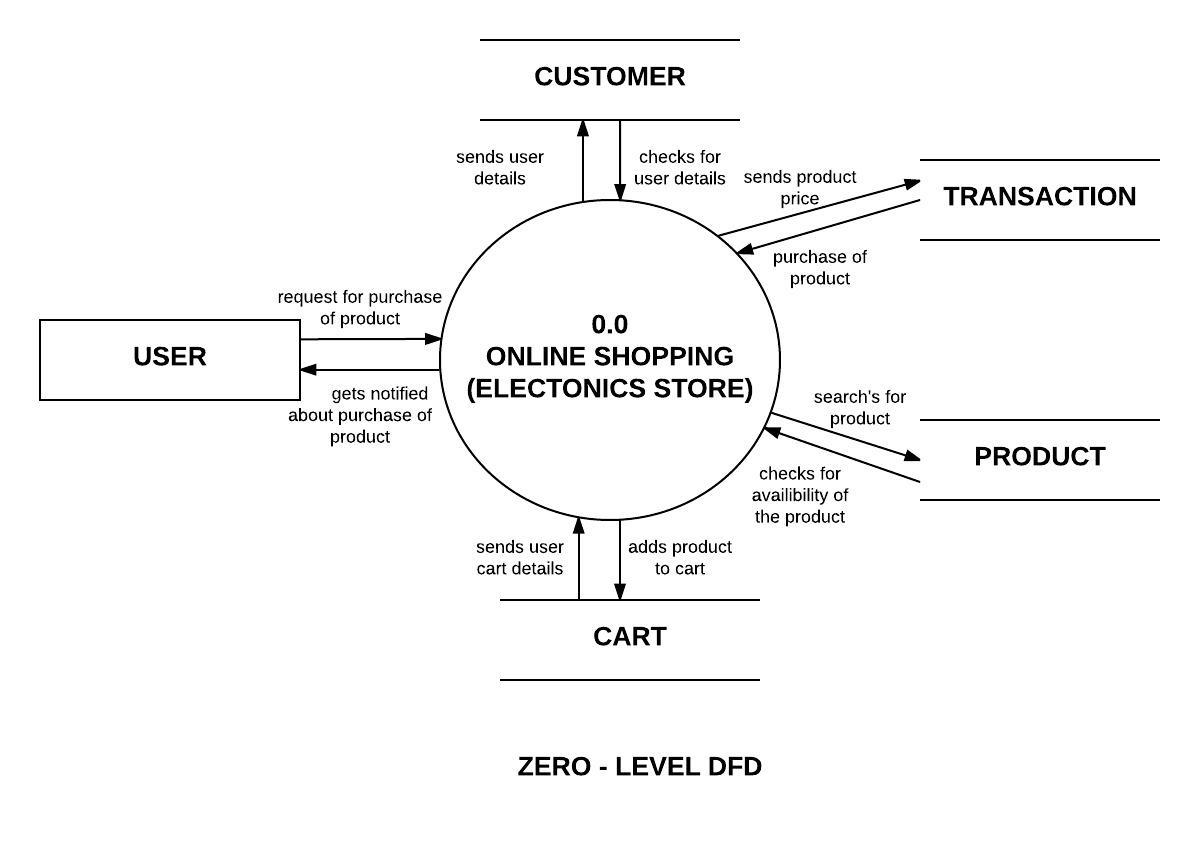 CUSTOMER
sends user
details
checks for
user details
sends product
price
TRANSACTION
purchase of
product
request for purchase
of product
USER
gets notified
about purchase of
product
0.0
ONLINE SHOPPING
(ELECTONICS STORE)
search's for
product
PRODUCT
checks for
availibility of
the product
sends user
cart details
adds product
to cart
CART
ZERO - LEVEL DFD